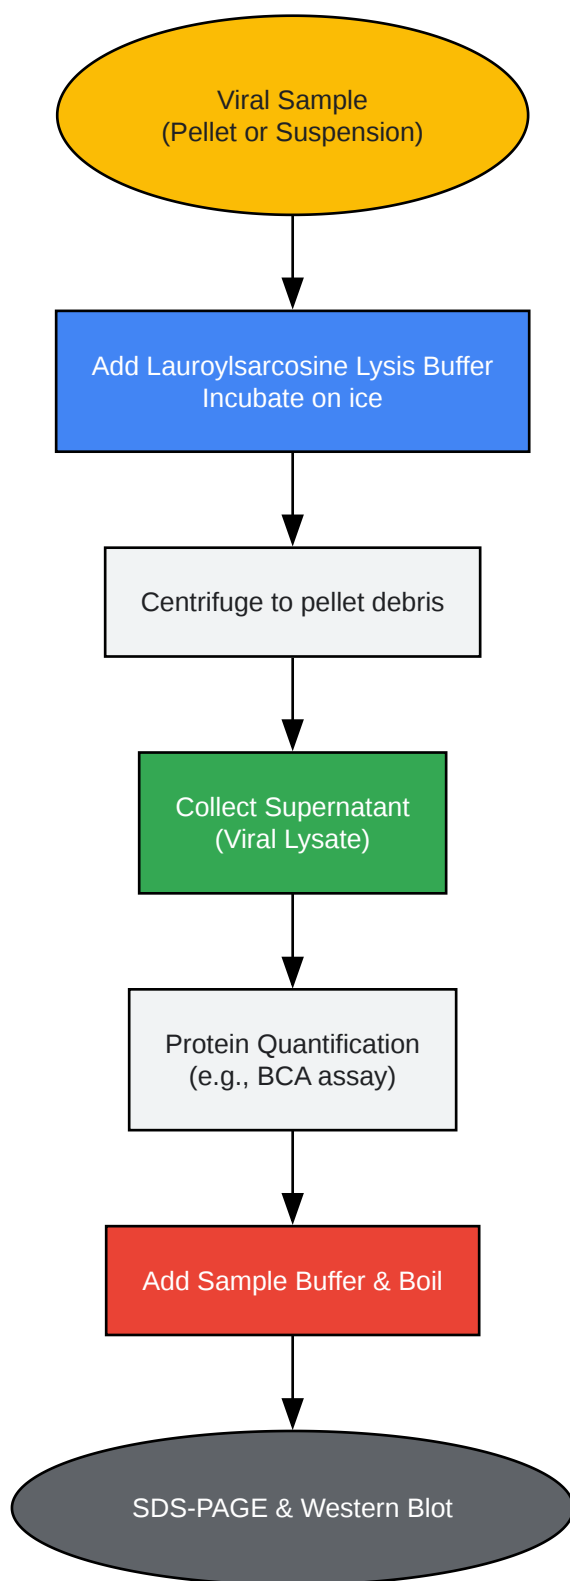 Viral Sample
(Pellet or Suspension)
Add Lauroylsarcosine Lysis Buffer
Incubate on ice
Centrifuge to pellet debris
Collect Supernatant
(Viral Lysate)
Protein Quantification
(e.g., BCA assay)
Add Sample Buffer & Boil
SDS-PAGE & Western Blot